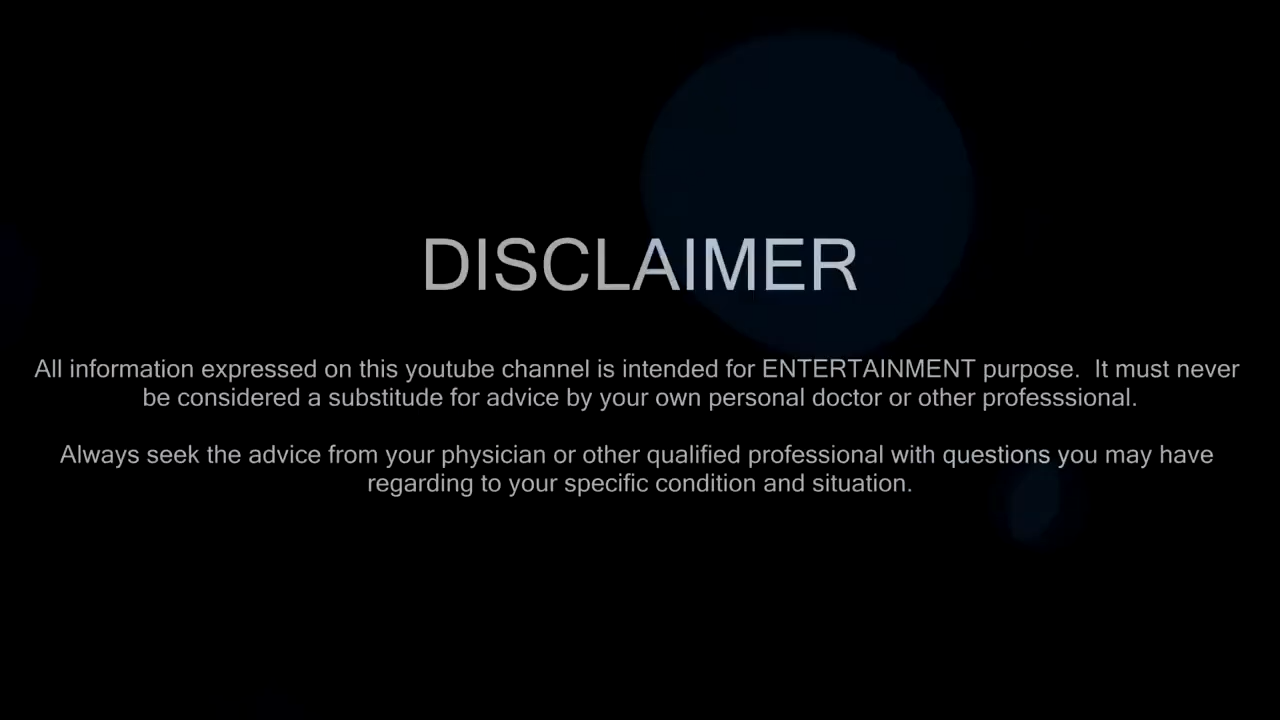 DISCLAIMER
All information expressed on this youtube channel is intended for ENTERTAINMENT purpose.  It must never
be considered a substitude for advice by your own personal doctor or other professsional.
Always seek the advice from your physician or other qualified professional with questions you may have
regarding to your specific condition and situation.